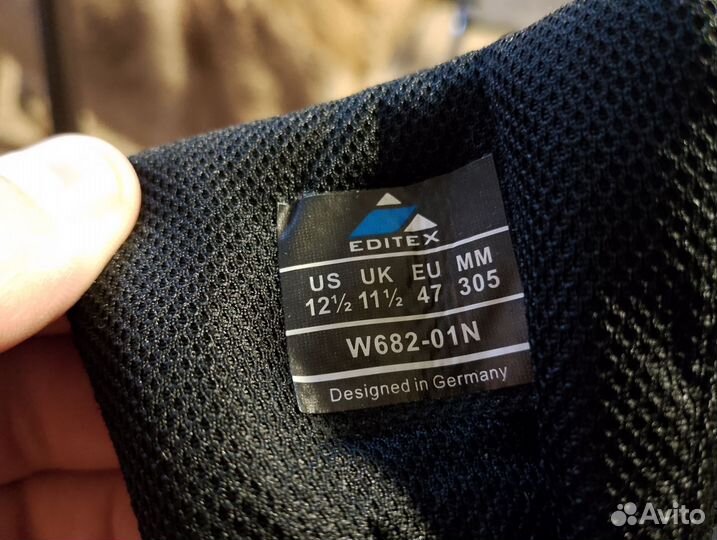 EDITEX
US UK EU MM
12½ 11½ 47 305
W682-01N
Designed in Germany
Avito